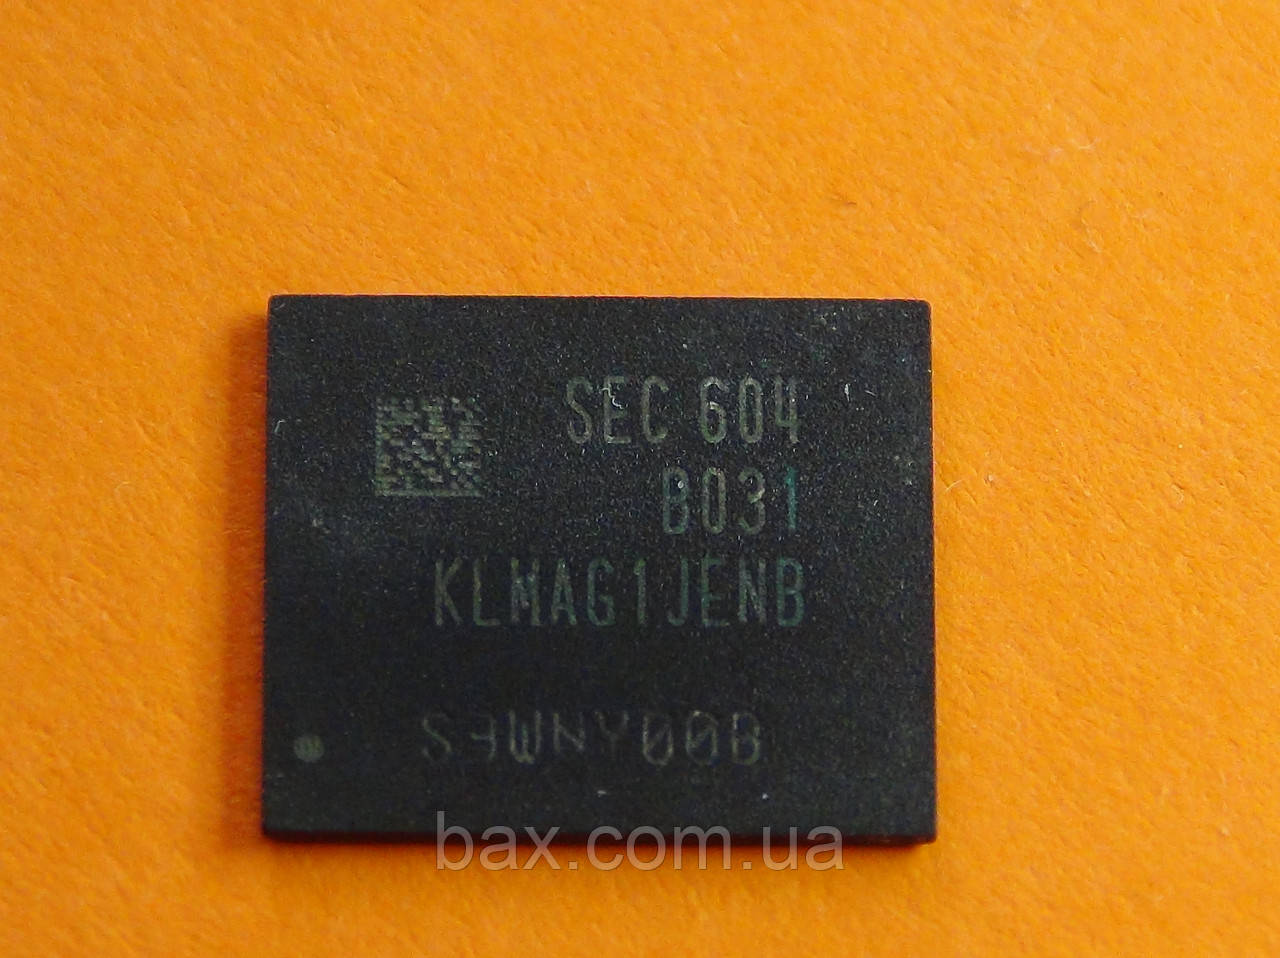 SEC 604
B031
KLMAG1JENB
S3WNY00B
bax.com.ua